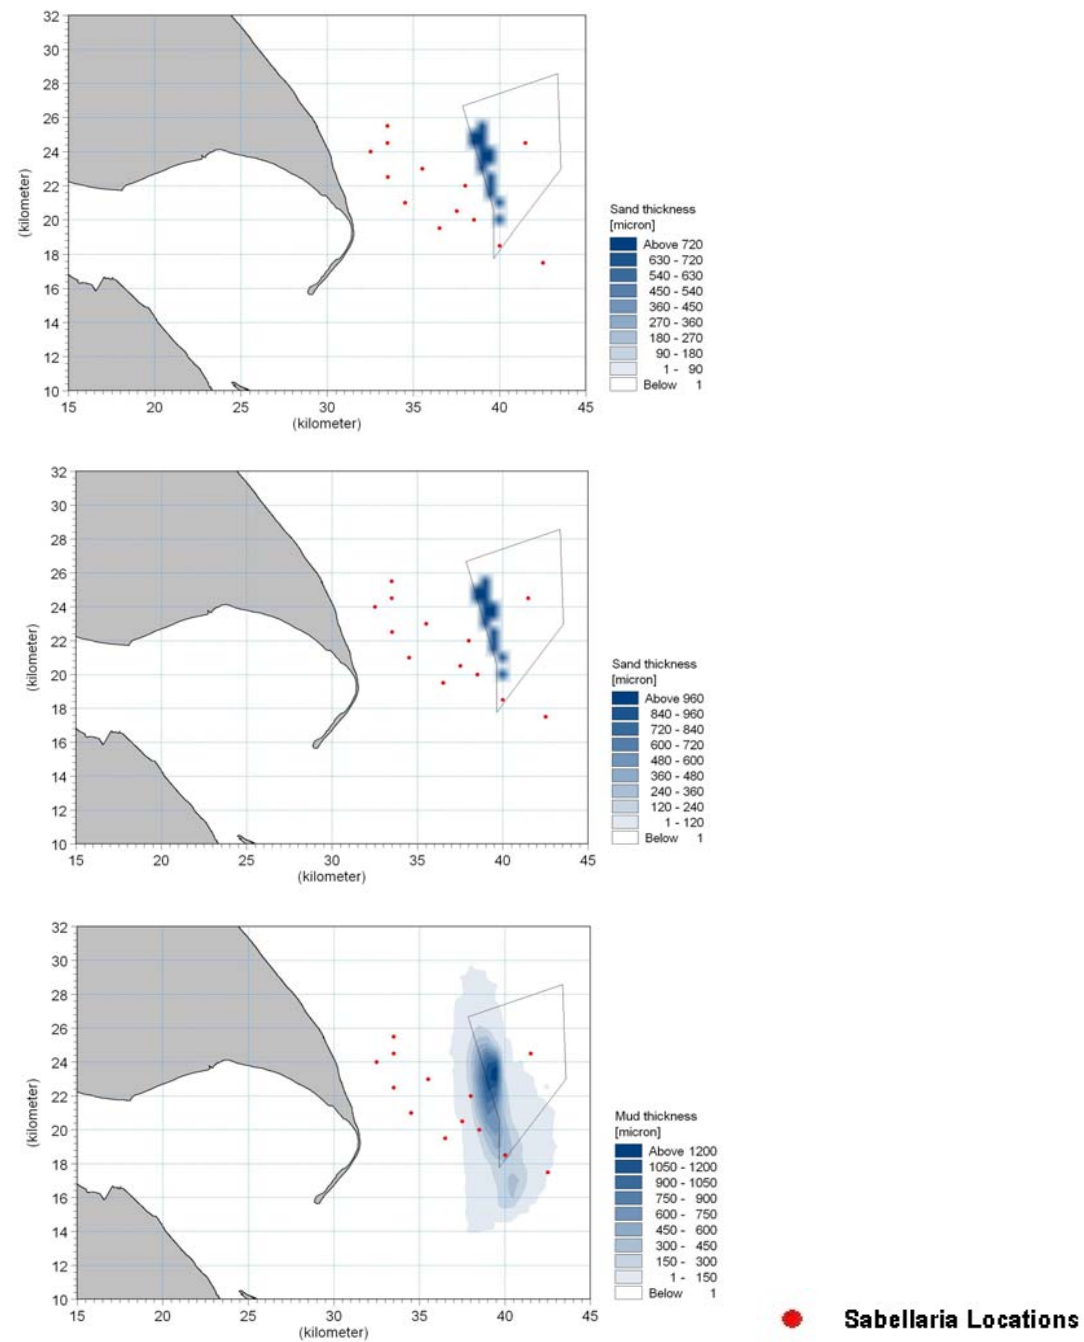 32
30
28
26
24
22
20
18
16
14
12
10
(kilometer)
15 20 25 30 35 40 45
(kilometer)
Sand thickness
[micron]
Above 720
630 - 720
540 - 630
450 - 540
360 - 450
270 - 360
180 - 270
90 - 180
1 - 90
Below 1
32
30
28
26
24
22
20
18
16
14
12
10
(kilometer)
15 20 25 30 35 40 45
(kilometer)
Sand thickness
[micron]
Above 960
840 - 960
720 - 840
600 - 720
480 - 600
360 - 480
240 - 360
120 - 240
1 - 120
Below 1
32
30
28
26
24
22
20
18
16
14
12
10
(kilometer)
15 20 25 30 35 40 45
(kilometer)
Mud thickness
[micron]
Above 1200
1050 - 1200
900 - 1050
750 - 900
600 - 750
450 - 600
300 - 450
150 - 300
1 - 150
Below 1
Sabellaria Locations